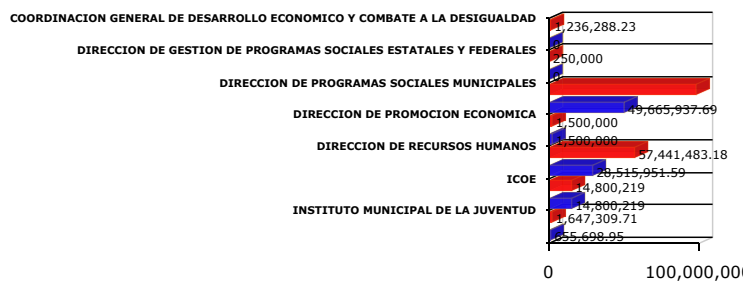 COORDINACION GENERAL DE DESARROLLO ECONOMICO Y COMBATE A LA DESIGUALDAD
1,236,288.23
0
DIRECCION DE GESTION DE PROGRAMAS SOCIALES ESTATALES Y FEDERALES
250,000
0
DIRECCION DE PROGRAMAS SOCIALES MUNICIPALES
49,665,937.69
DIRECCION DE PROMOCION ECONOMICA
1,500,000
1,500,000
DIRECCION DE RECURSOS HUMANOS
57,441,483.18
28,515,951.59
ICOE
14,800,219
14,800,219
INSTITUTO MUNICIPAL DE LA JUVENTUD
1,647,309.71
655,698.95
0 100,000,000